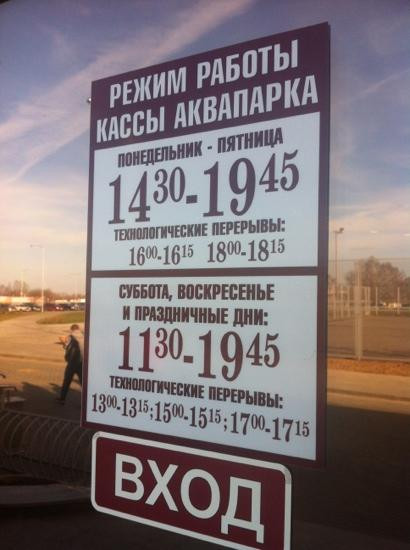 РЕЖИМ РАБОТЫ
КАССЫ АКВАПАРКА
ПОНЕДЕЛЬНИК - ПЯТНИЦА
1430-1945
ТЕХНОЛОГИЧЕСКИЕ ПЕРЕРЫВЫ:
1600-1615 1800-1815
СУББОТА, ВОСКРЕСЕНЬЕ
И ПРАЗДНИЧНЫЕ ДНИ:
1130-1945
ТЕХНОЛОГИЧЕСКИЕ ПЕРЕРЫВЫ:
1300-1315;1500-1515;1700-1715
ВХОД